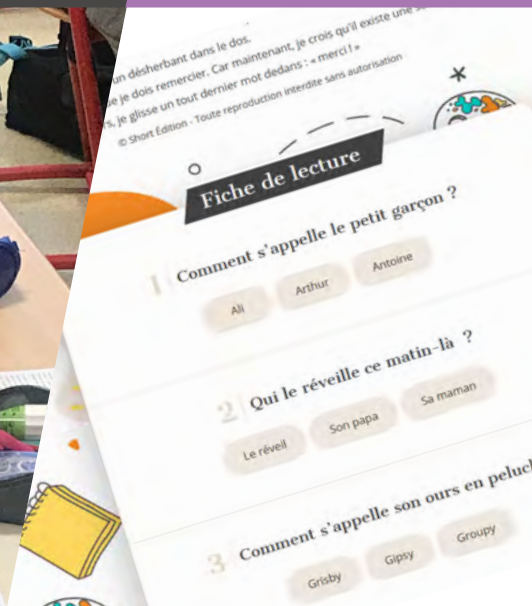 un désherbant dans le dos.
je dois remercier. Car maintenant, je crois qu'il existe une
je glisse un tout dernier mot dedans : « merci ! »
© Short Édition - Toute reproduction interdite sans autorisation
Fiche de lecture
1 Comment s'appelle le petit garçon ?
Ali Arthur Antoine
2 Qui le réveille ce matin-là ?
Le réveil Son papa Sa maman
3 Comment s'appelle son ours en peluch
Grisby Gipsy Groupy